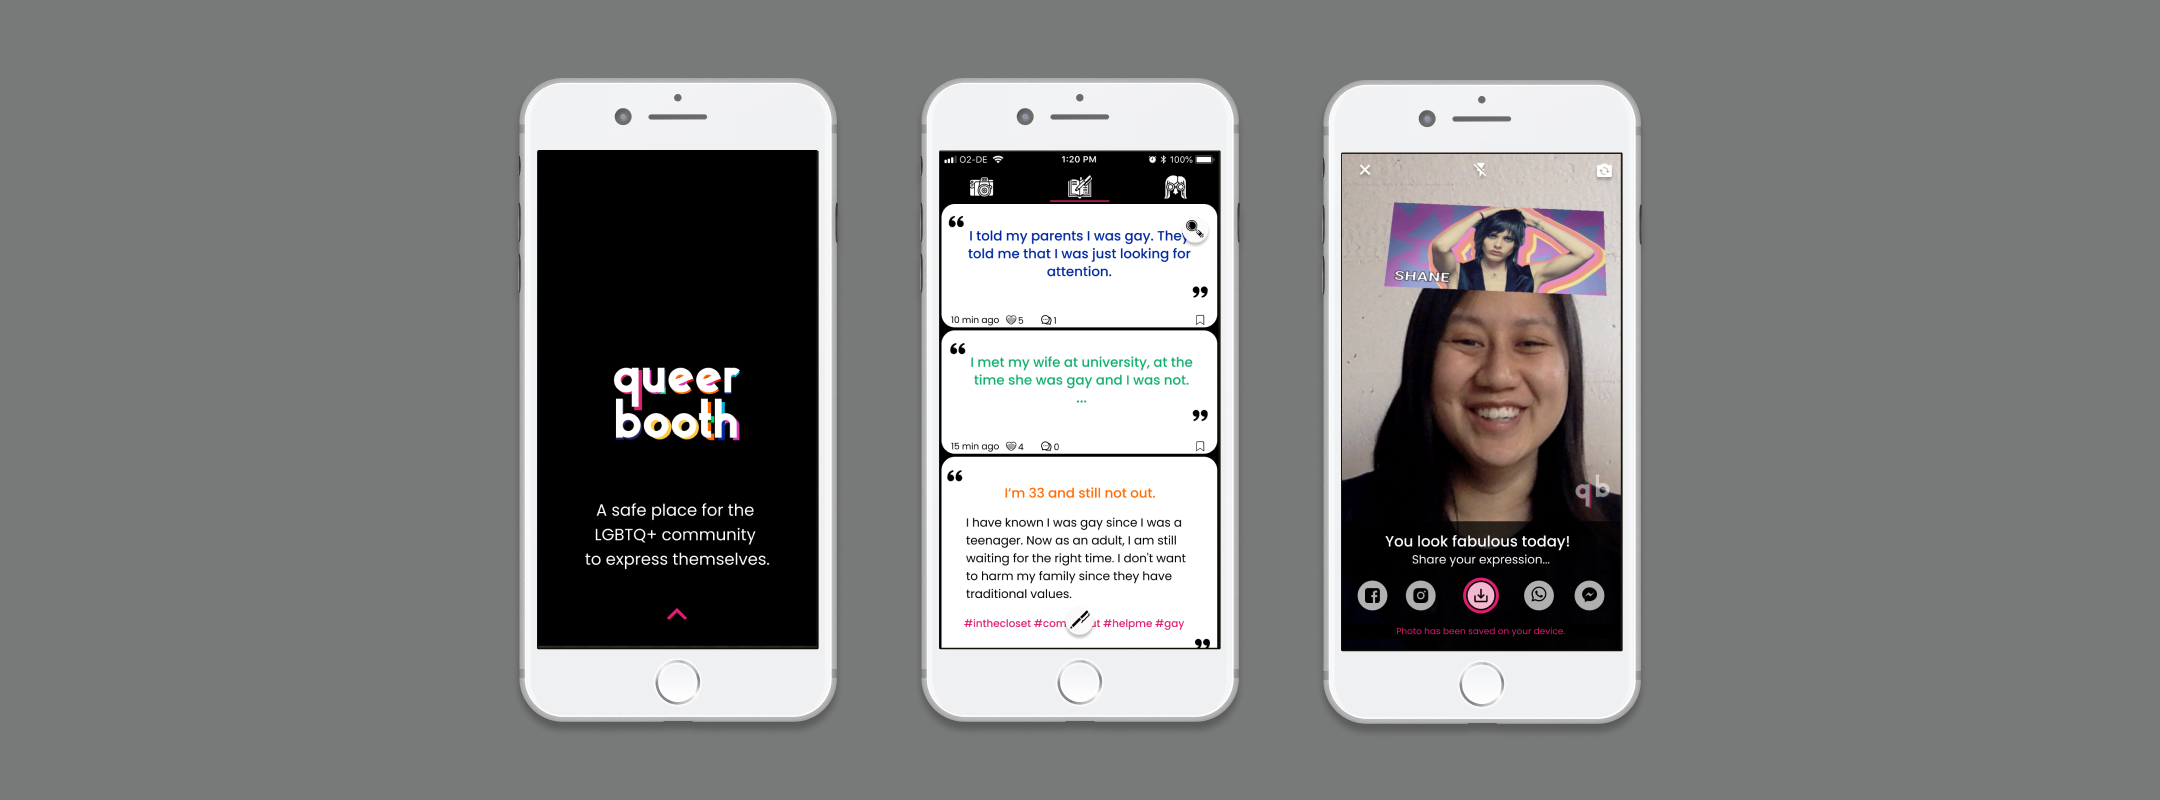 queer
booth
A safe place for the
LGBTQ+ community
to express themselves.
O2-DE
1:20 PM
100%
“
I told my parents I was gay. They
told me that I was just looking for
attention.
”
10 min ago 5 1
“
I met my wife at university, at the
time she was gay and I was not.
...
”
15 min ago 4 0
“
I'm 33 and still not out.
I have known I was gay since I was a
teenager. Now as an adult, I am still
waiting for the right time. I don't want
to harm my family since they have
traditional values.
#inthecloset #com ut #helpme #gay
”
SHANE
qb
You look fabulous today!
Share your expression...
Photo has been saved on your device.